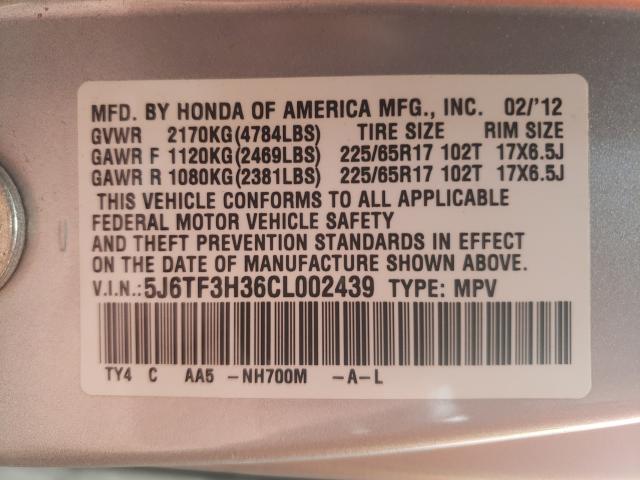 MFD. BY HONDA OF AMERICA MFG., INC. 02/'12
GVWR 2170KG(4784LBS) TIRE SIZE RIM SIZE
GAWR F 1120KG(2469LBS) 225/65R17 102T 17X6.5J
GAWR R 1080KG(2381LBS) 225/65R17 102T 17X6.5J
THIS VEHICLE CONFORMS TO ALL APPLICABLE
FEDERAL MOTOR VEHICLE SAFETY
AND THEFT PREVENTION STANDARDS IN EFFECT
ON THE DATE OF MANUFACTURE SHOWN ABOVE.
V.I.N.:5J6TF3H36CL002439 TYPE: MPV
TY4 C AA5 -NH700M -A-L